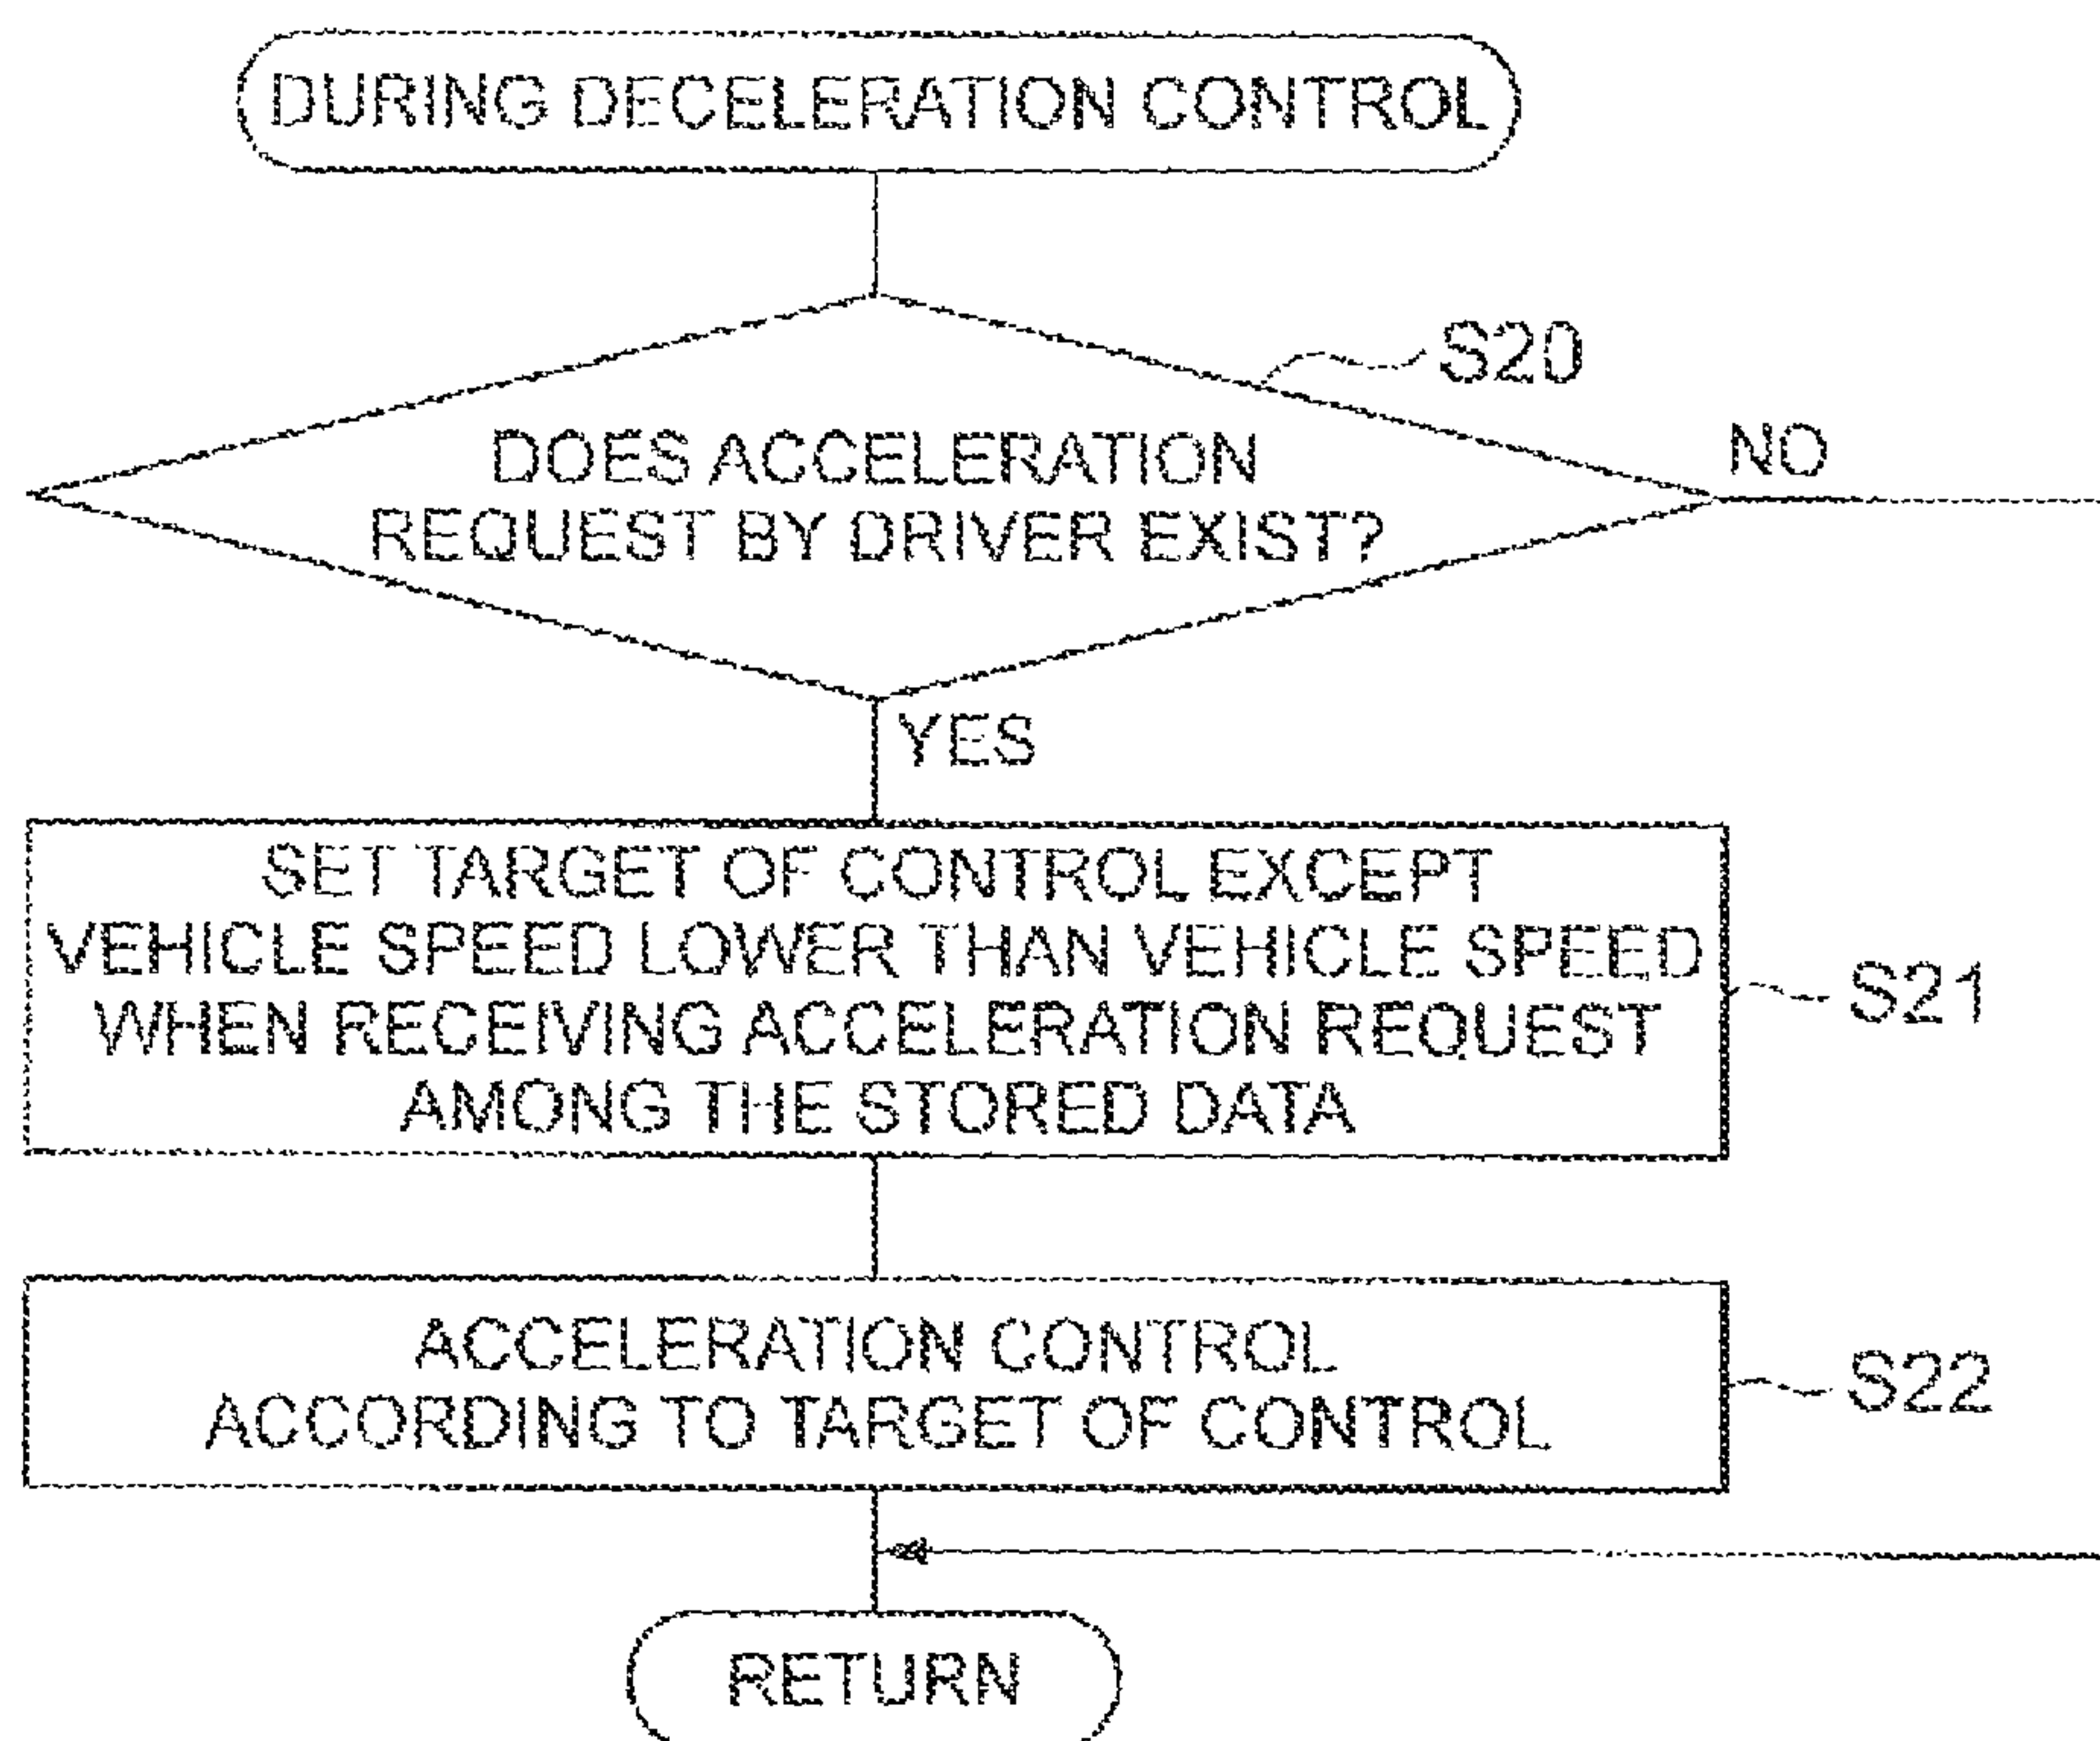 DURING DECELERATION CONTROL
S20
DOES ACCELERATION
REQUEST BY DRIVER EXIST?
NO
YES
SET TARGET OF CONTROL EXCEPT
VEHICLE SPEED LOWER THAN VEHICLE SPEED
WHEN RECEIVING ACCELERATION REQUEST
AMONG THE STORED DATA
S21
ACCELERATION CONTROL
ACCORDING TO TARGET OF CONTROL
S22
RETURN